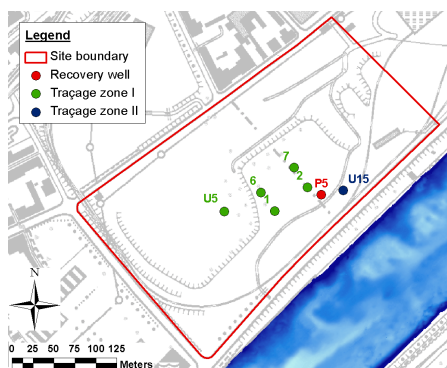 Legend
Site boundary
Recovery well
Traçage zone I
Traçage zone II
7
6
2
P5
U15
U5
1
N
0 25 50 75 100 125
Meters